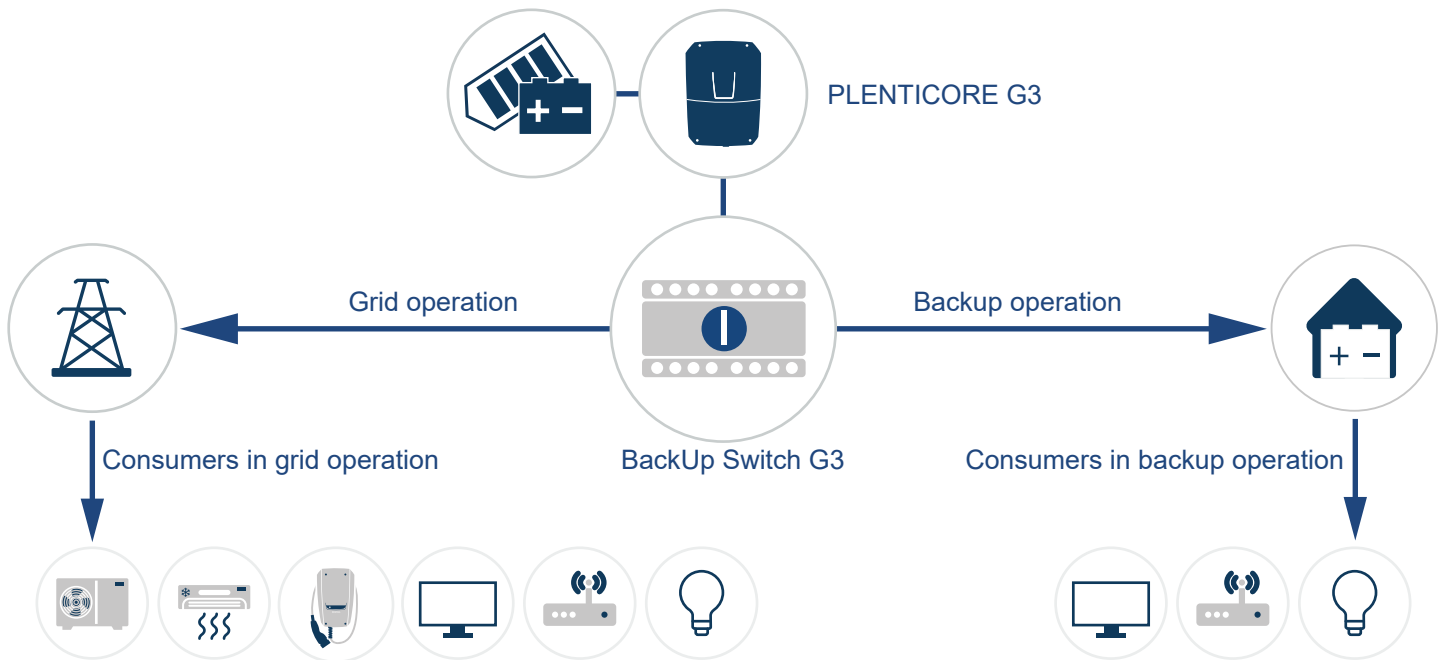 PLENTICORE G3
Grid operation
Backup operation
Consumers in grid operation
BackUp Switch G3
Consumers in backup operation